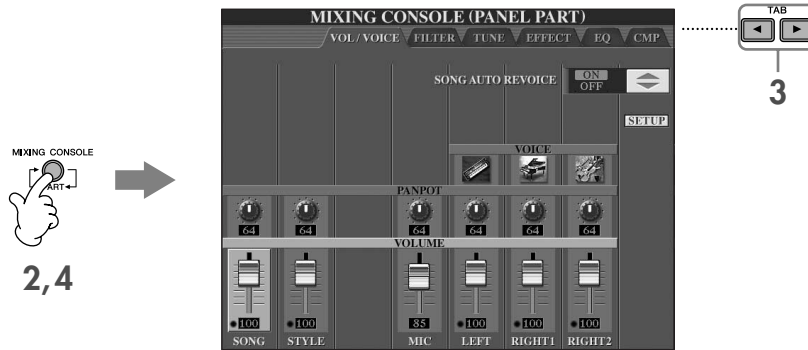 MIXING CONSOLE (PANEL PART)
VOL / VOICE FILTER TUNE EFFECT EQ CMP
TAB
3
SONG AUTO REVOICE ON OFF
SETUP
MIXING CONSOLE
ART
2,4
VOICE
PANPOT
64 64 64 64 64 64
VOLUME
100 100 85 100 100 100
SONG STYLE MIC LEFT RIGHT1 RIGHT2